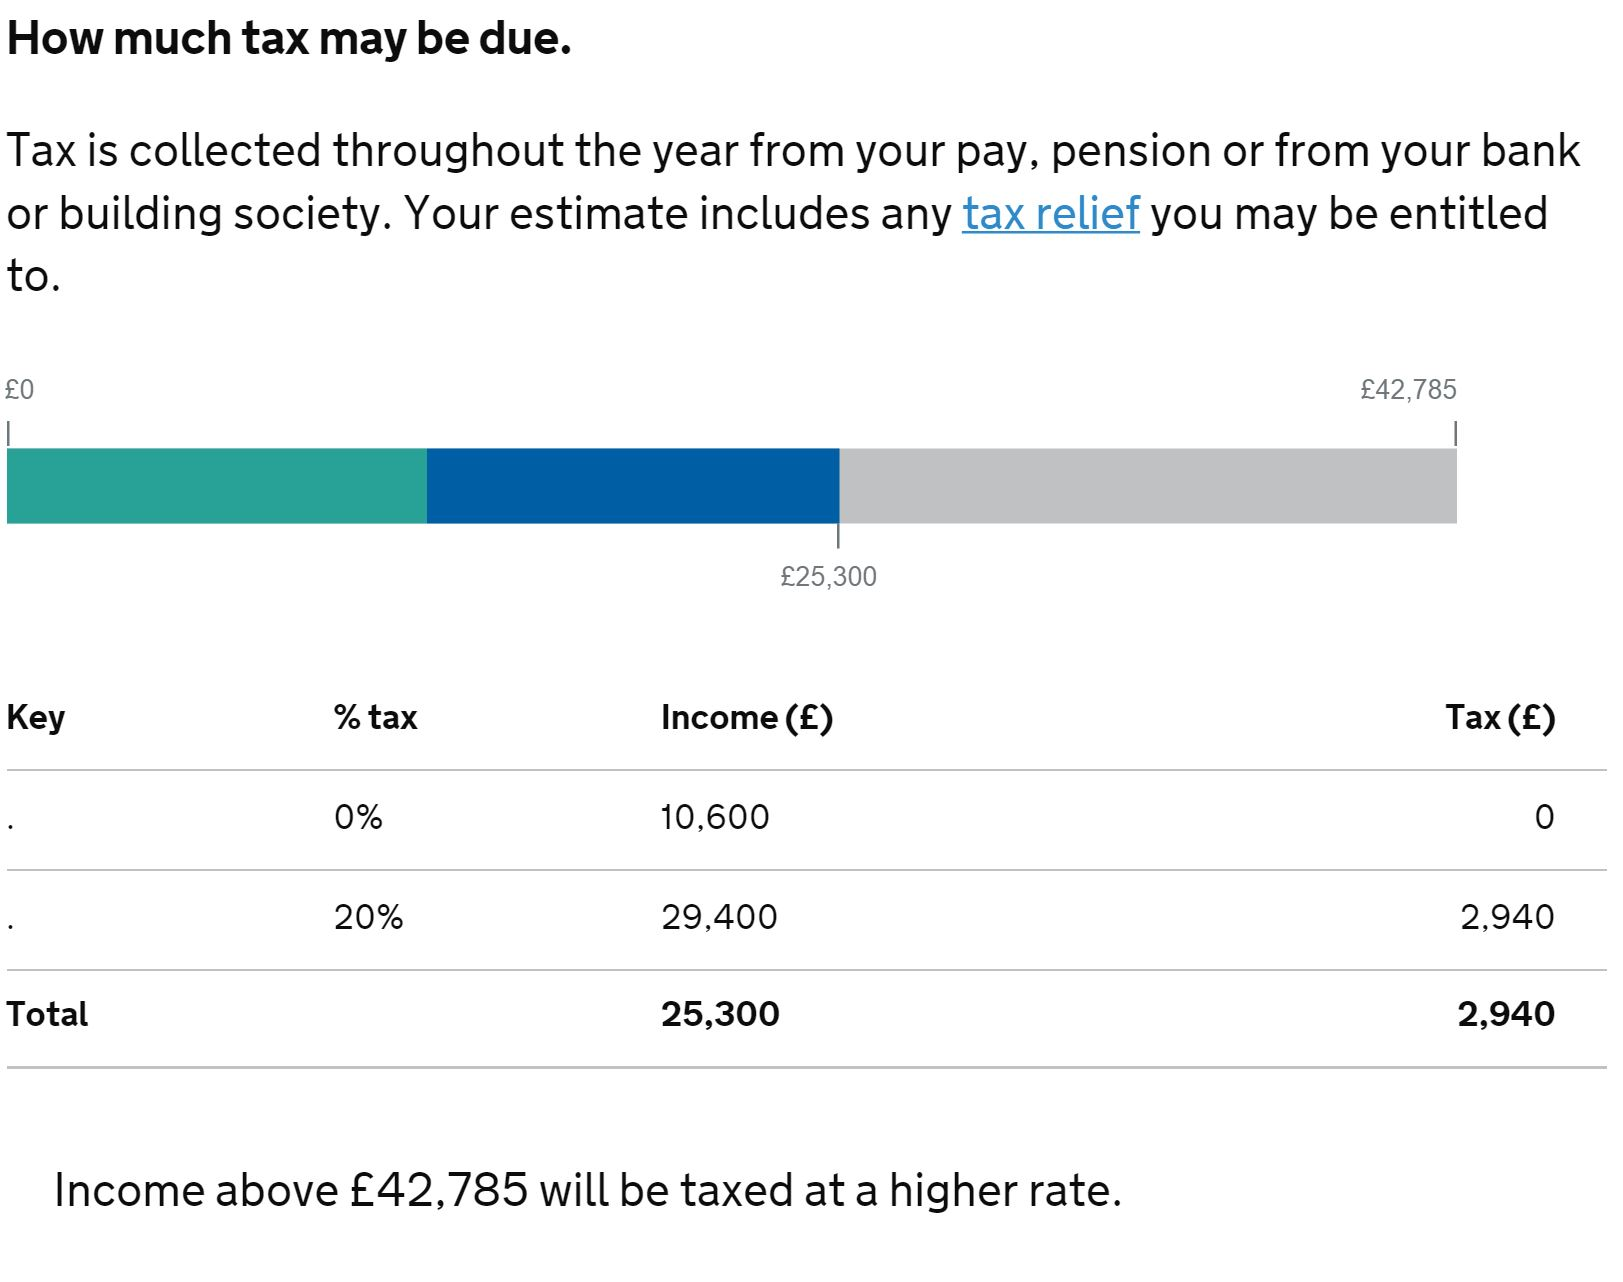 How much tax may be due.
Tax is collected throughout the year from your pay, pension or from your bank
or building society. Your estimate includes any tax relief you may be entitled
to.
£0 £42,785
£25,300
Key % tax Income (£) Tax (£)
. 0% 10,600 0
. 20% 29,400 2,940
Total 25,300 2,940
Income above £42,785 will be taxed at a higher rate.